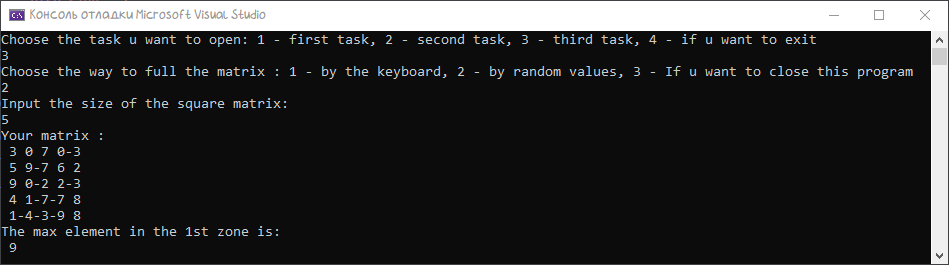 Консоль отладки Microsoft Visual Studio
Choose the task u want to open: 1 - first task, 2 - second task, 3 - third task, 4 - if u want to exit
3
Choose the way to full the matrix : 1 - by the keyboard, 2 - by random values, 3 - If u want to close this program
2
Input the size of the square matrix:
5
Your matrix :
 3 0 7 0-3
 5 9-7 6 2
 9 0-2 2-3
 4 1-7-7 8
 1-4-3-9 8
The max element in the 1st zone is:
 9